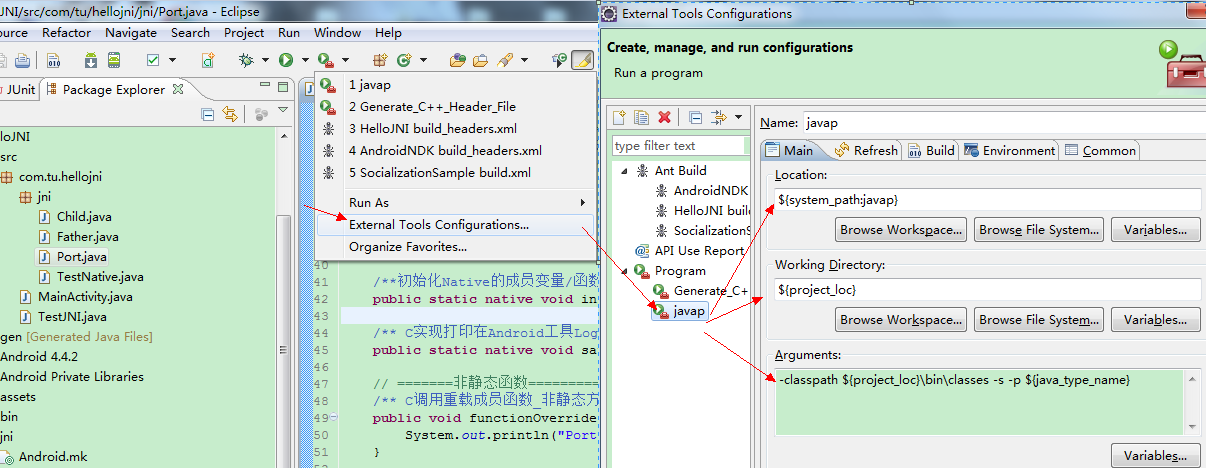 JNI/src/com/tu/hellojni/jni/Port.java - Eclipse
ource Refactor Navigate Search Project Run Window Help
JUnit Package Explorer
loJNI
src
com.tu.hellojni
jni
Child.java
Father.java
Port.java
TestNative.java
MainActivity.java
TestJNI.java
gen [Generated Java Files]
Android 4.4.2
Android Private Libraries
assets
bin
jni
Android.mk
1 javap
2 Generate_C++_Header_File
3 HelloJNI build_headers.xml
4 AndroidNDK build_headers.xml
5 SocializationSample build.xml
Run As
External Tools Configurations...
Organize Favorites...
40
41 /**初始化Native的成员变量/函数
42 public static native void in
43
44 /** C实现打印在Android工具Log
45 public static native void sa
46
47 // =======非静态函数=========
48 /** C调用重载成员函数_非静态方
49 public void functionOverride
50 System.out.println("Port
51 }
External Tools Configurations
Create, manage, and run configurations
Run a program
type filter text
Ant Build
AndroidNDK
HelloJNI buil
SocializationS
API Use Report
Program
Generate_C+
javap
Name: javap
Main Refresh Build Environment Common
Location:
${system_path:javap}
Browse Workspace... Browse File System... Variables...
Working Directory:
${project_loc}
Browse Workspace... Browse File System... Variables...
Arguments:
-classpath ${project_loc}\bin\classes -s -p ${java_type_name}
Variables...